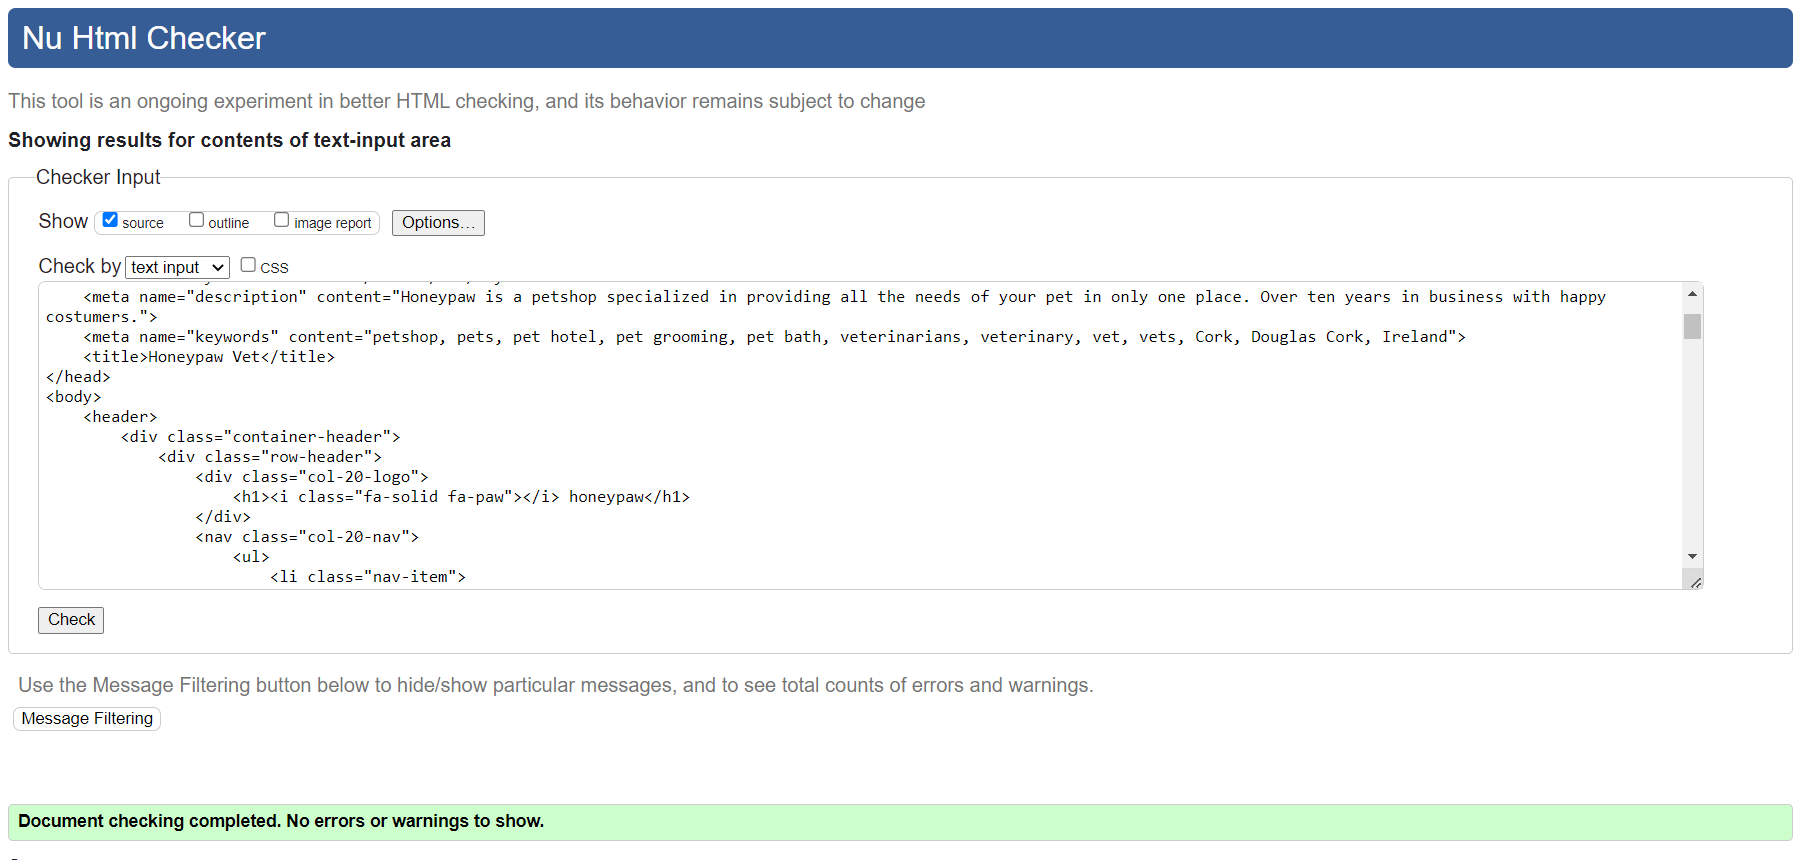 Nu Html Checker
This tool is an ongoing experiment in better HTML checking, and its behavior remains subject to change
Showing results for contents of text-input area
Checker Input
Show source outline image report Options...
Check by text input CSS
<meta name="description" content="Honeypaw is a petshop specialized in providing all the needs of your pet in only one place. Over ten years in business with happy
costumers.">
<meta name="keywords" content="petshop, pets, pet hotel, pet grooming, pet bath, veterinarians, veterinary, vet, vets, Cork, Douglas Cork, Ireland">
<title>Honeypaw Vet</title>
</head>
<body>
<header>
<div class="container-header">
<div class="row-header">
<div class="col-20-logo">
<h1><i class="fa-solid fa-paw"></i> honeypaw</h1>
</div>
<nav class="col-20-nav">
<ul>
<li class="nav-item">
Check
Use the Message Filtering button below to hide/show particular messages, and to see total counts of errors and warnings.
Message Filtering
Document checking completed. No errors or warnings to show.